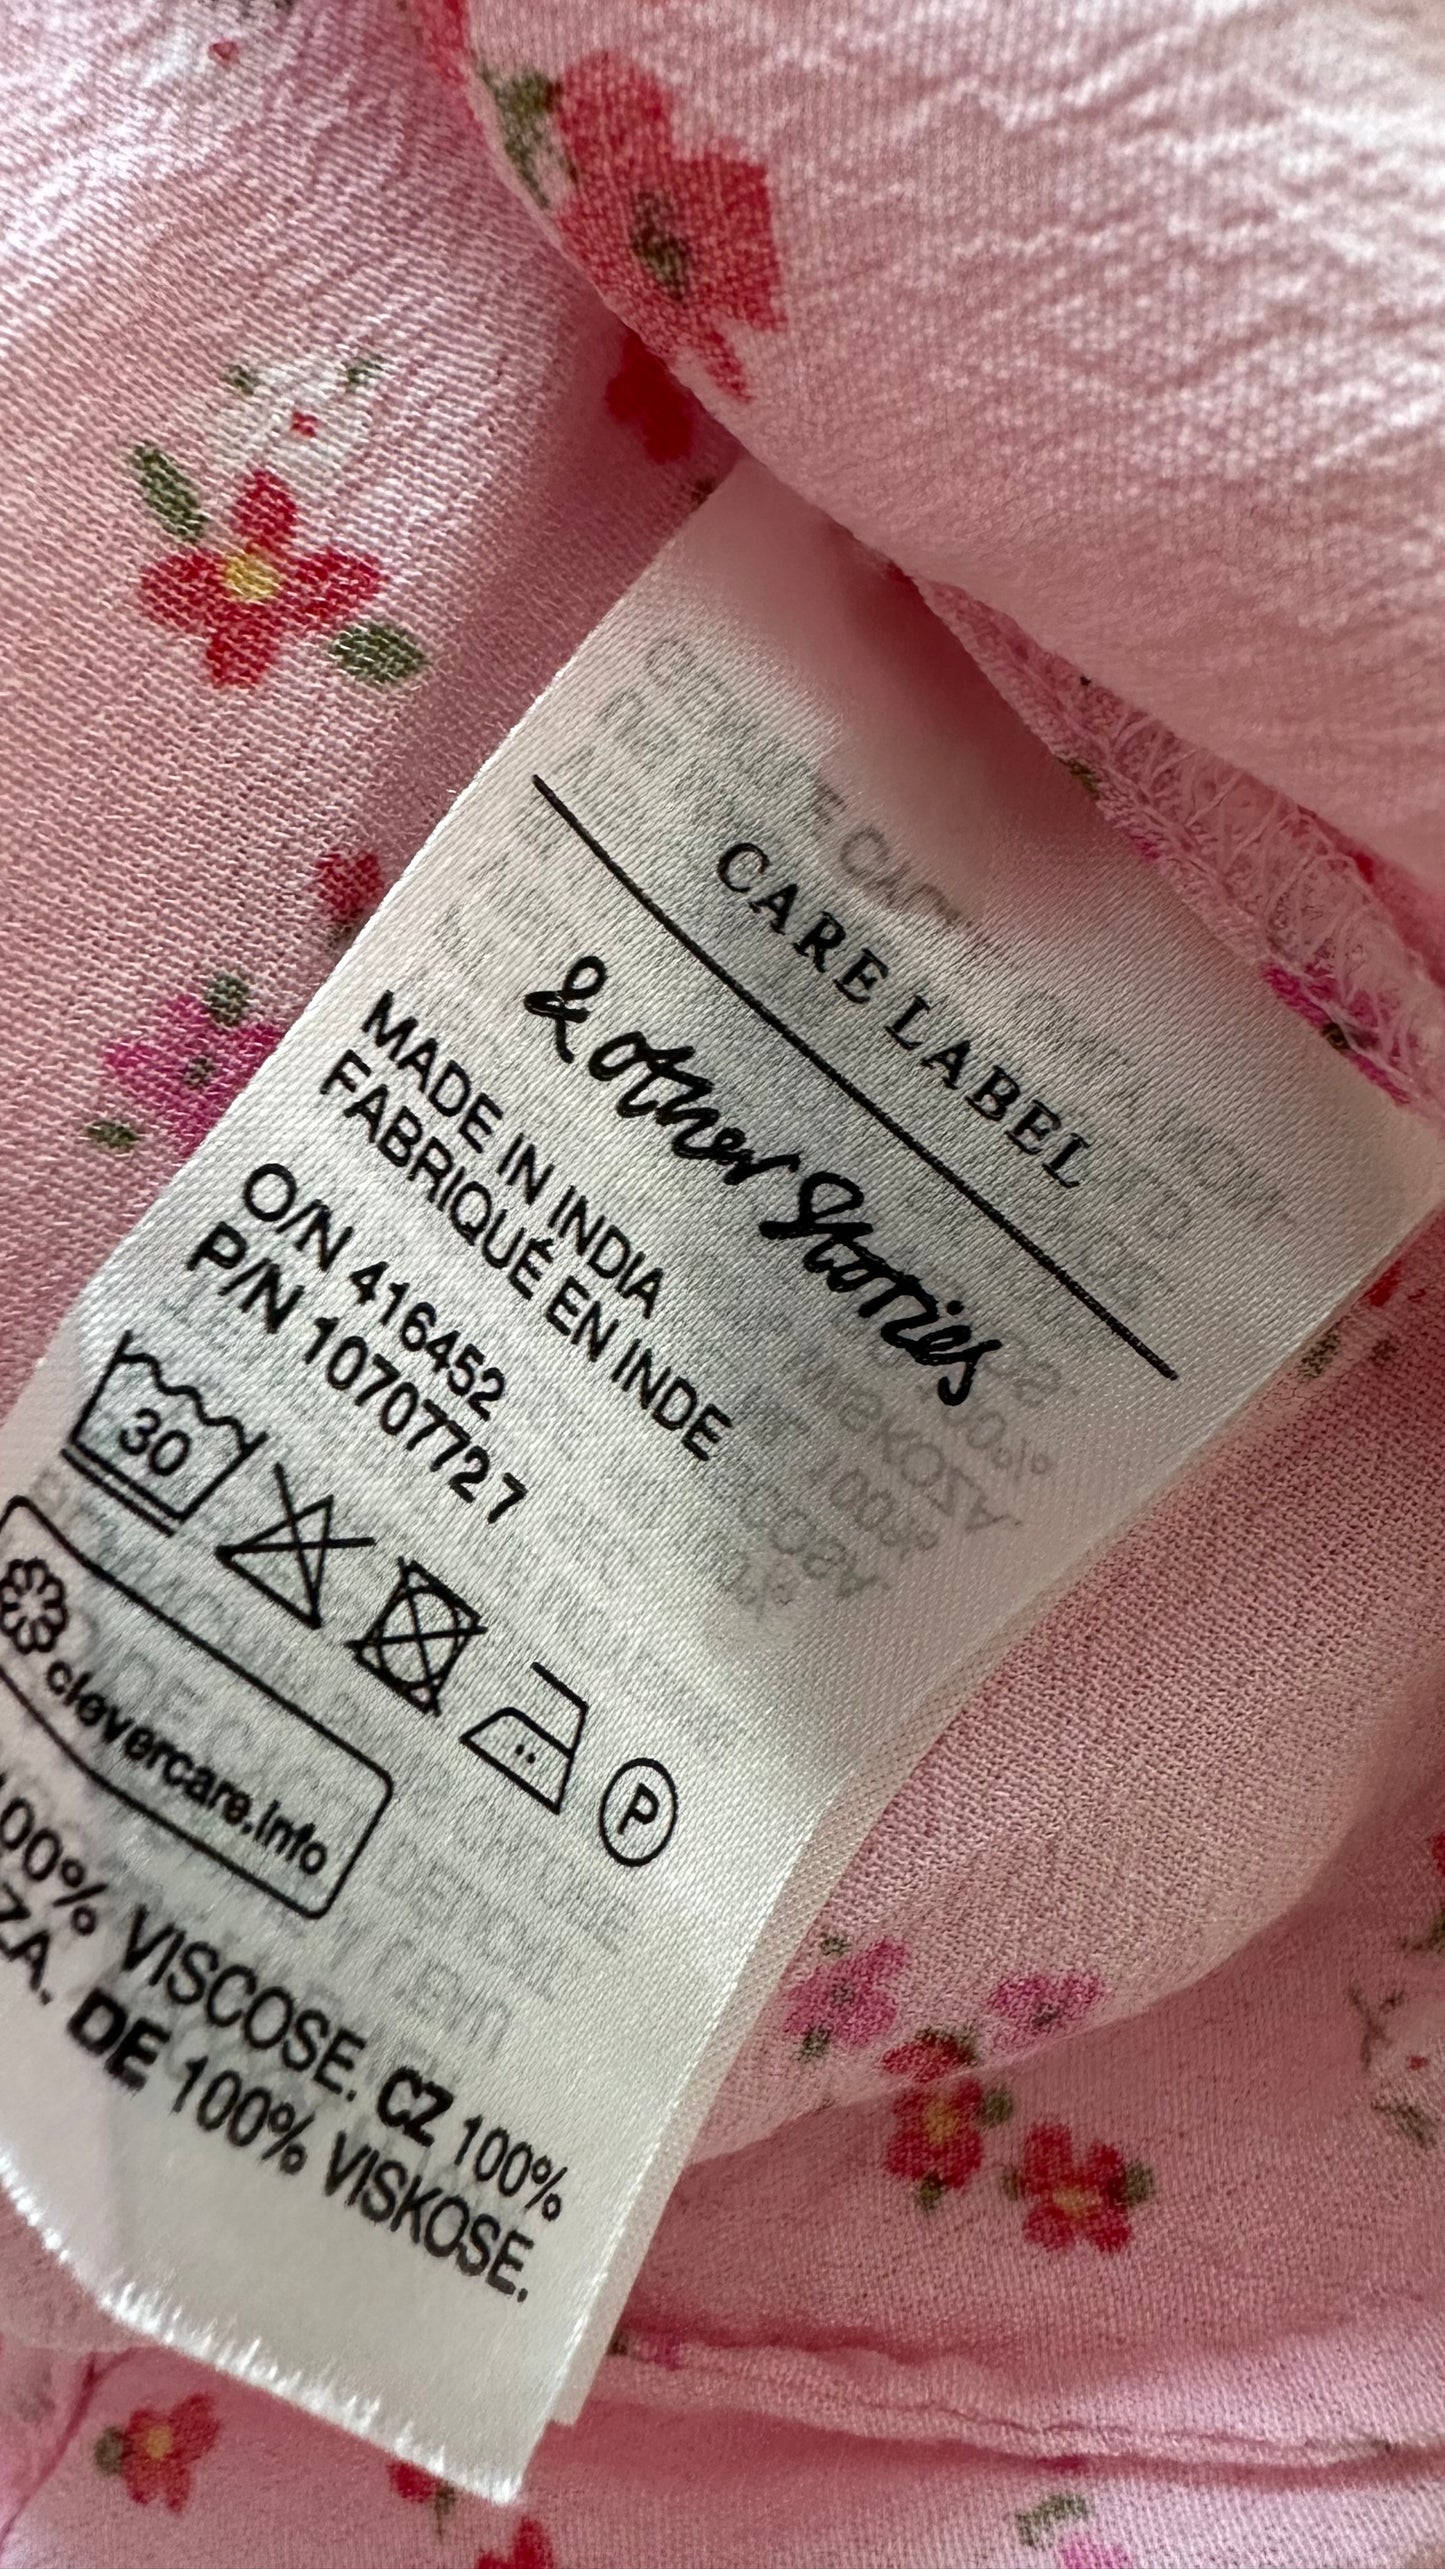 CARE LABEL
& other Stories
MADE IN INDIA
FABRIQUÉ EN INDE
O/N 416452
P/N 1070727
30
P
clevercare.info
100% VISCOSE. CZ 100%
ZA. DE 100% VISKOSE.